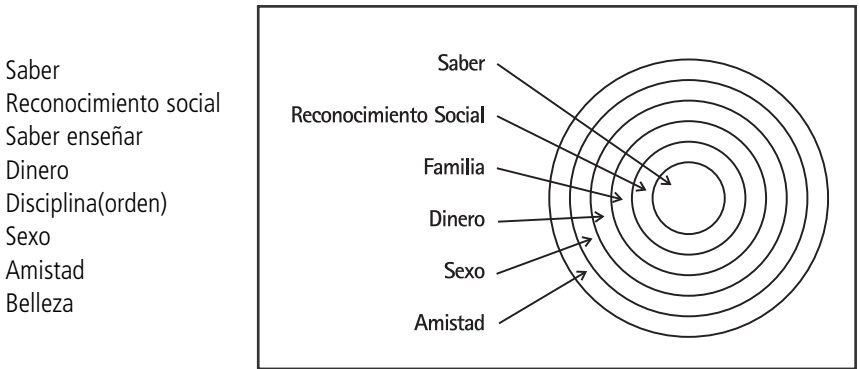 Saber
Reconocimiento social
Saber enseñar
Dinero
Disciplina(orden)
Sexo
Amistad
Belleza
Saber
Reconocimiento Social
Familia
Dinero
Sexo
Amistad